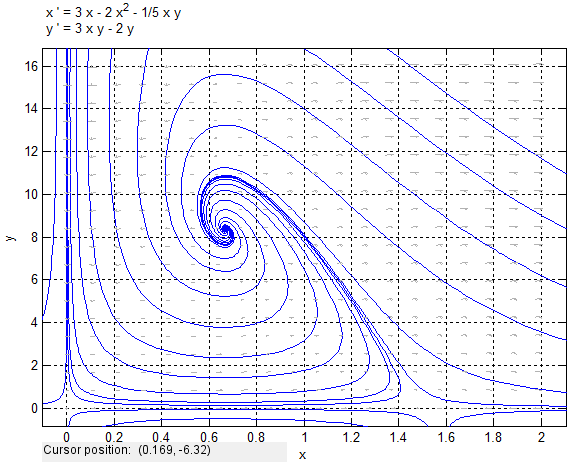 x ' = 3 x - 2 x² - 1/5 x y
y ' = 3 x y - 2 y
16
14
12
10
8
6
4
2
0
y
0 0.2 0.4 0.6 0.8 1 1.2 1.4 1.6 1.8 2
x
Cursor position: (0.169, -6.32)